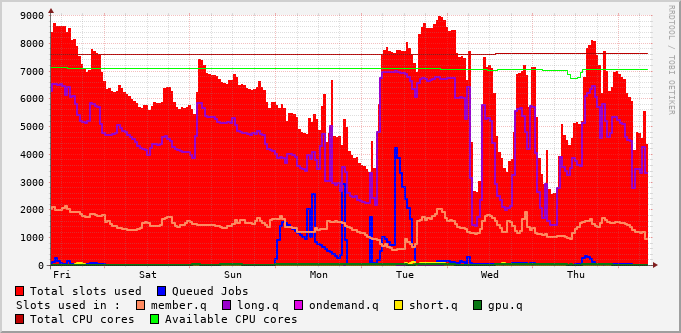 9000
8000
7000
6000
5000
4000
3000
2000
1000
0
Fri Sat Sun Mon Tue Wed Thu
RRDTOOL / TOBI OETIKER
Total slots used Queued Jobs
Slots used in : member.q long.q ondemand.q short.q gpu.q
Total CPU cores Available CPU cores